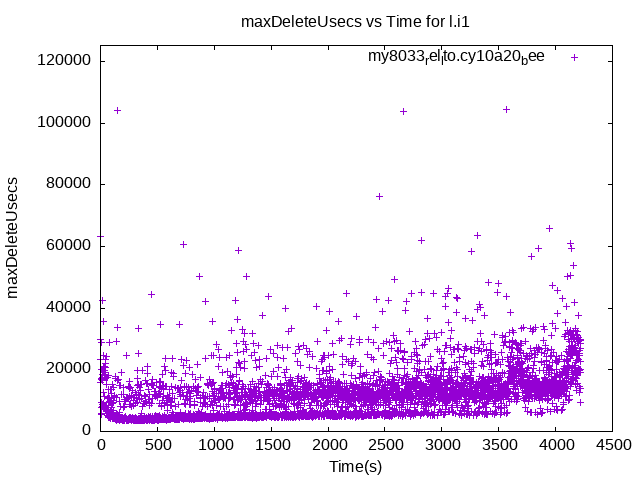 maxDeleteUsecs vs Time for l.i1
my8033relito.cy10a20bee
maxDeleteUsecs
120000
100000
80000
60000
40000
20000
0
0 500 1000 1500 2000 2500 3000 3500 4000 4500
Time(s)